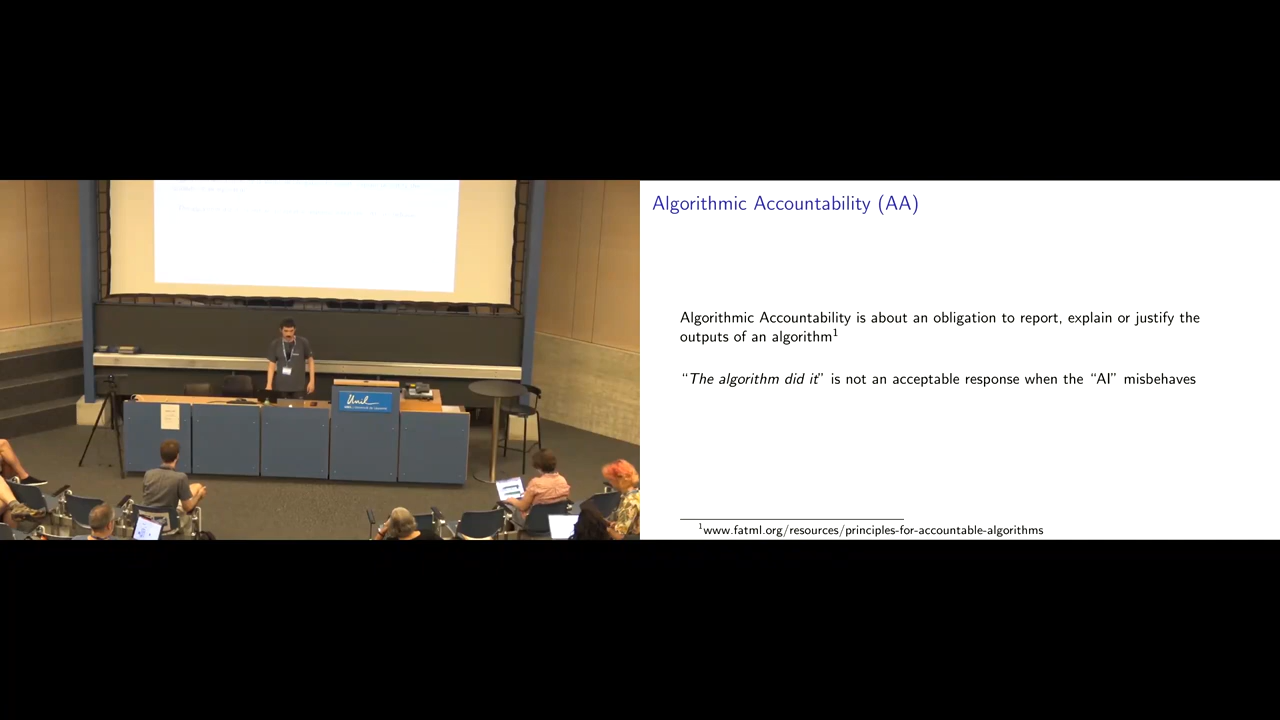 Algorithmic Accountability (AA)
Algorithmic Accountability is about an obligation to report, explain or justify the
outputs of an algorithm¹
“The algorithm did it” is not an acceptable response when the “AI” misbehaves
¹www.fatml.org/resources/principles-for-accountable-algorithms
Unil